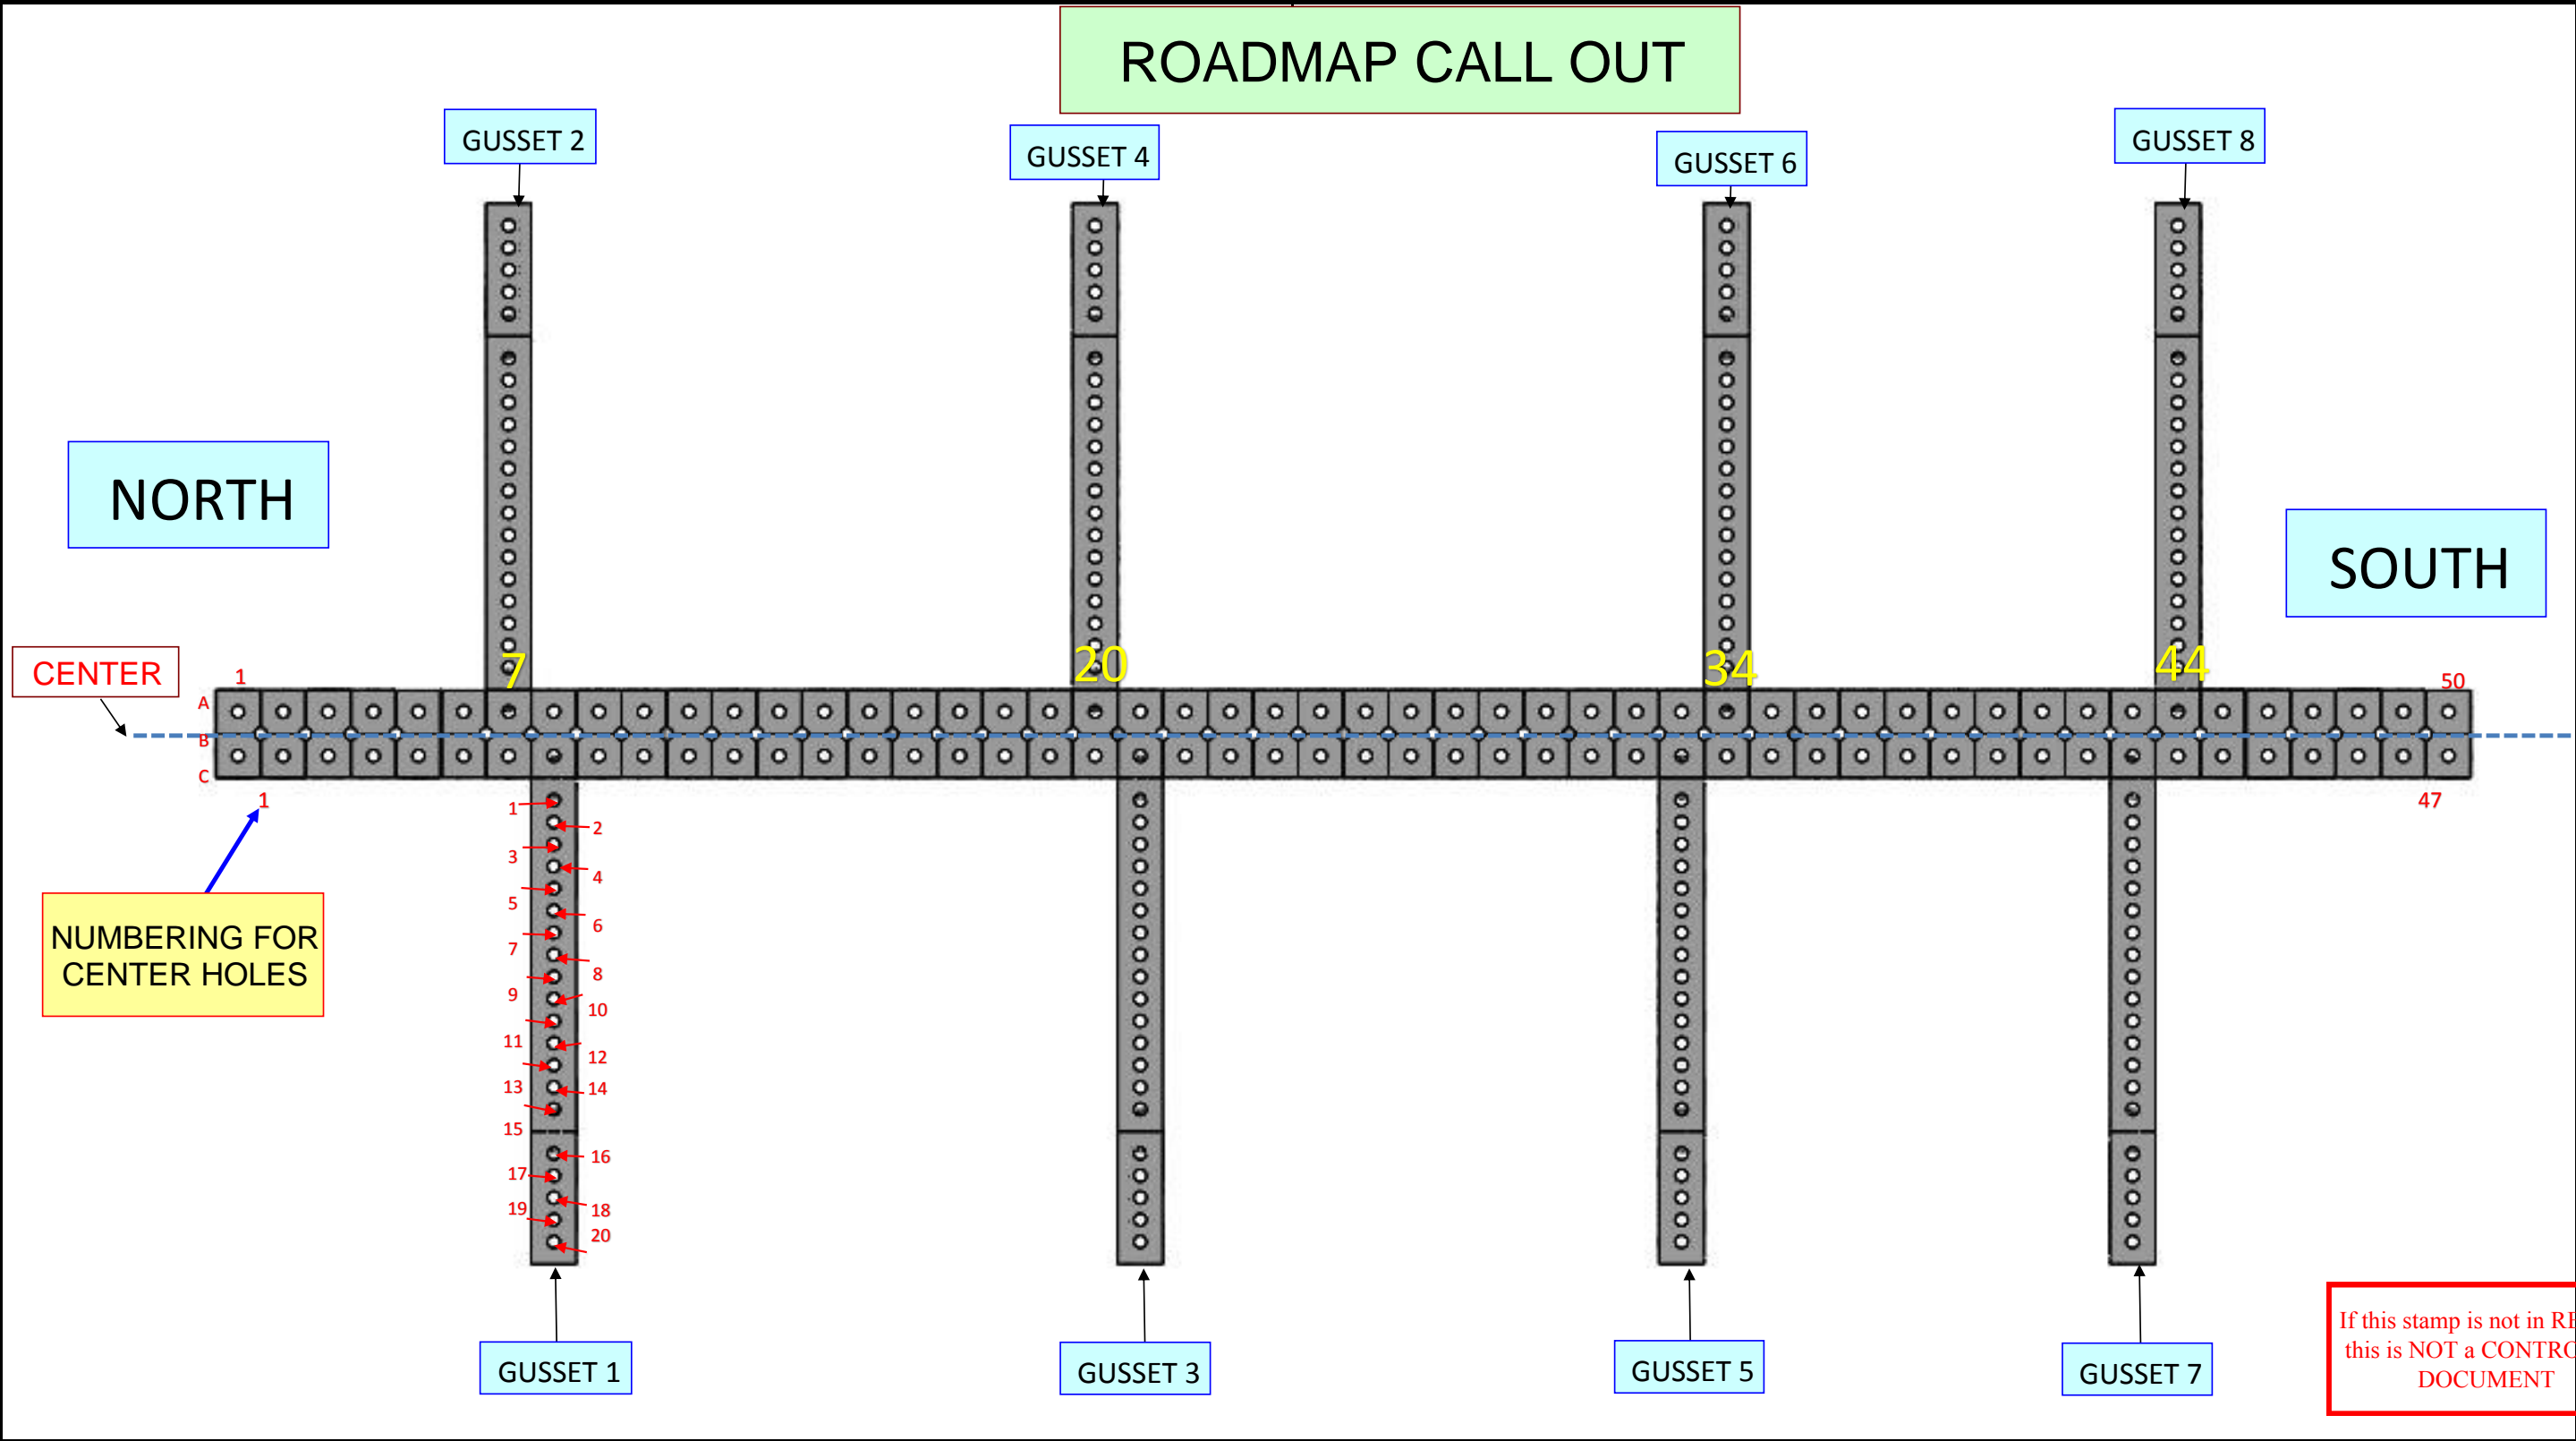 ROADMAP CALL OUT
GUSSET 2
GUSSET 4
GUSSET 6
GUSSET 8
NORTH
SOUTH
CENTER
1
7
20
34
44
50
A
B
C
1
47
NUMBERING FOR
CENTER HOLES
1
2
3
4
5
6
7
8
9
10
11
12
13
14
15
16
17
18
19
20
GUSSET 1
GUSSET 3
GUSSET 5
GUSSET 7
If this stamp is not in
this is NOT a
DOCUMENT